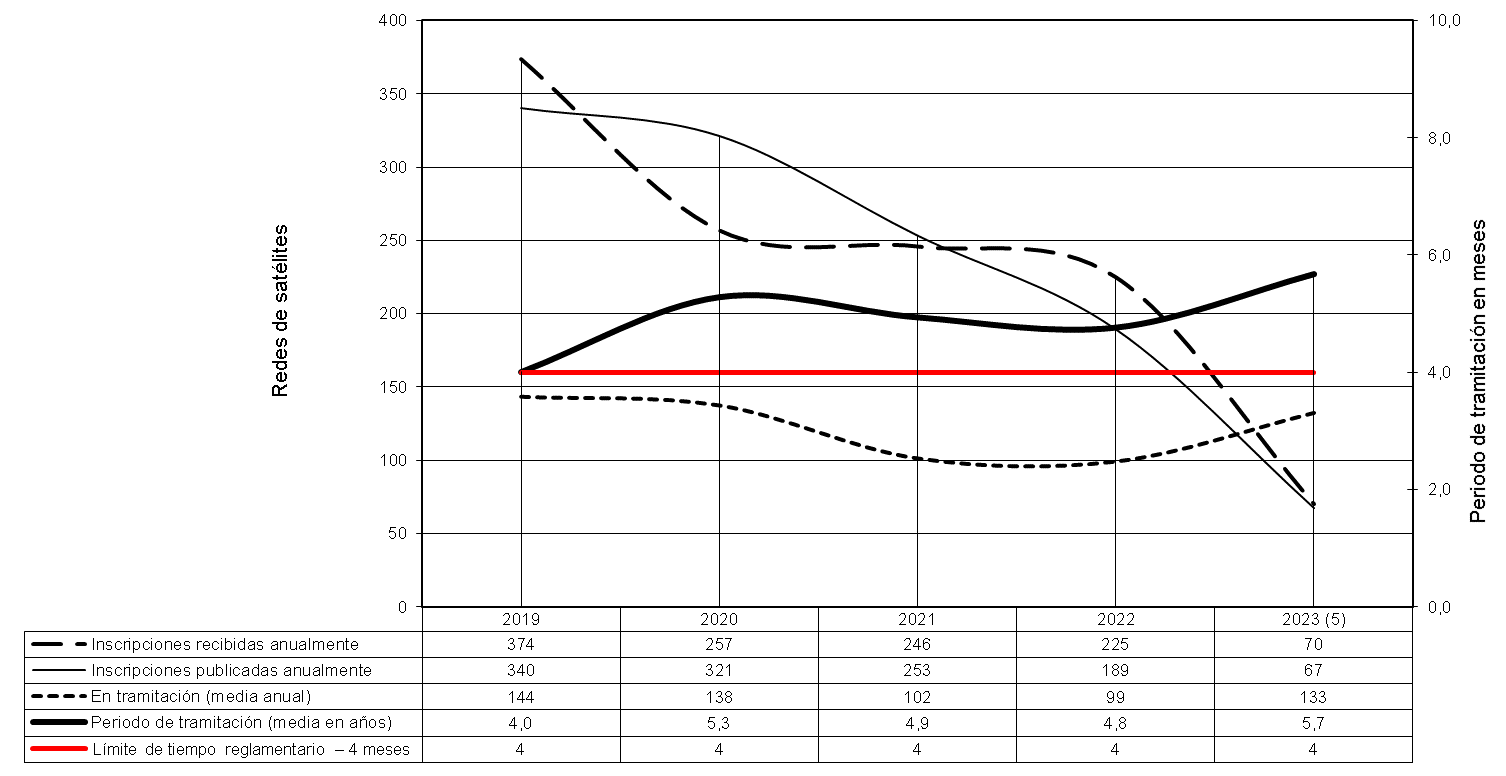 400
350
300
250
200
150
100
50
0
Redes de satélites
10,0
8,0
6,0
4,0
2,0
0,0
Periodo de tramitación en meses
2019 2020 2021 2022 2023 (5)
Inscripciones recibidas anualmente 374 257 246 225 70
Inscripciones publicadas anualmente 340 321 253 189 67
En tramitación (media anual) 144 138 102 99 133
Periodo de tramitación (media en años) 4,0 5,3 4,9 4,8 5,7
Límite de tiempo reglamentario – 4 meses 4 4 4 4 4